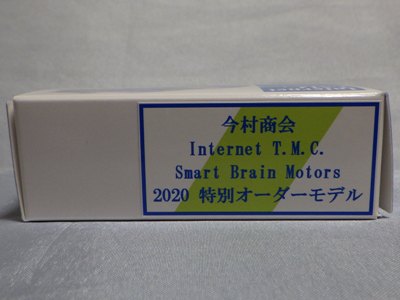 今村商会
Internet T.M.C.
Smart Brain Motors
2020 特別オーダーモデル